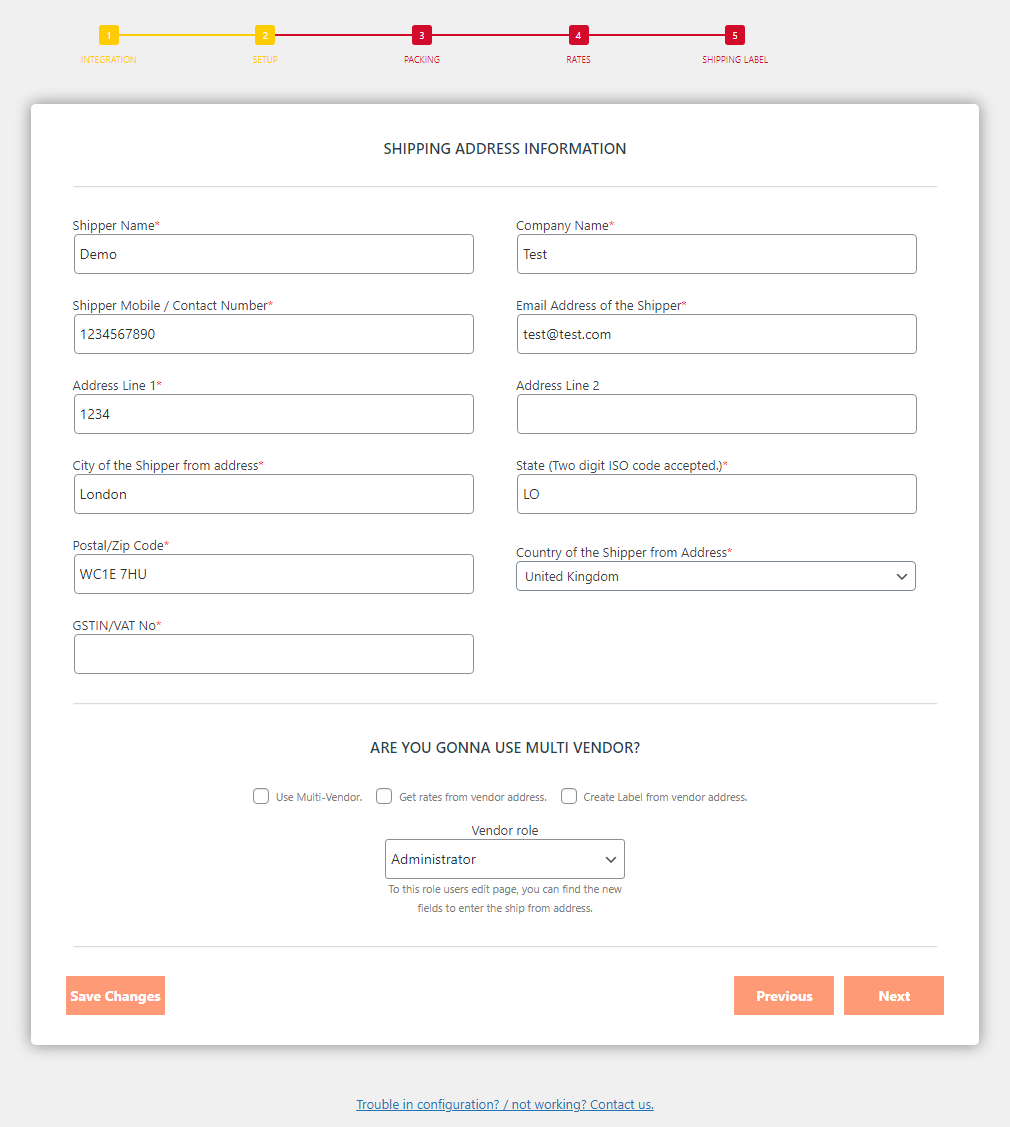 1 2 3 4 5
INTEGRATION SETUP PACKING RATES SHIPPING LABEL
SHIPPING ADDRESS INFORMATION
Shipper Name* Company Name*
Demo Test
Shipper Mobile / Contact Number* Email Address of the Shipper*
1234567890 test@test.com
Address Line 1* Address Line 2
1234
City of the Shipper from address* State (Two digit ISO code accepted.)*
London LO
Postal/Zip Code* Country of the Shipper from Address*
WC1E 7HU United Kingdom
GSTIN/VAT No*
ARE YOU GONNA USE MULTI VENDOR?
Use Multi-Vendor. Get rates from vendor address. Create Label from vendor address.
Vendor role
Administrator
To this role users edit page, you can find the new
fields to enter the ship from address.
Save Changes Previous Next
Trouble in configuration? / not working? Contact us.